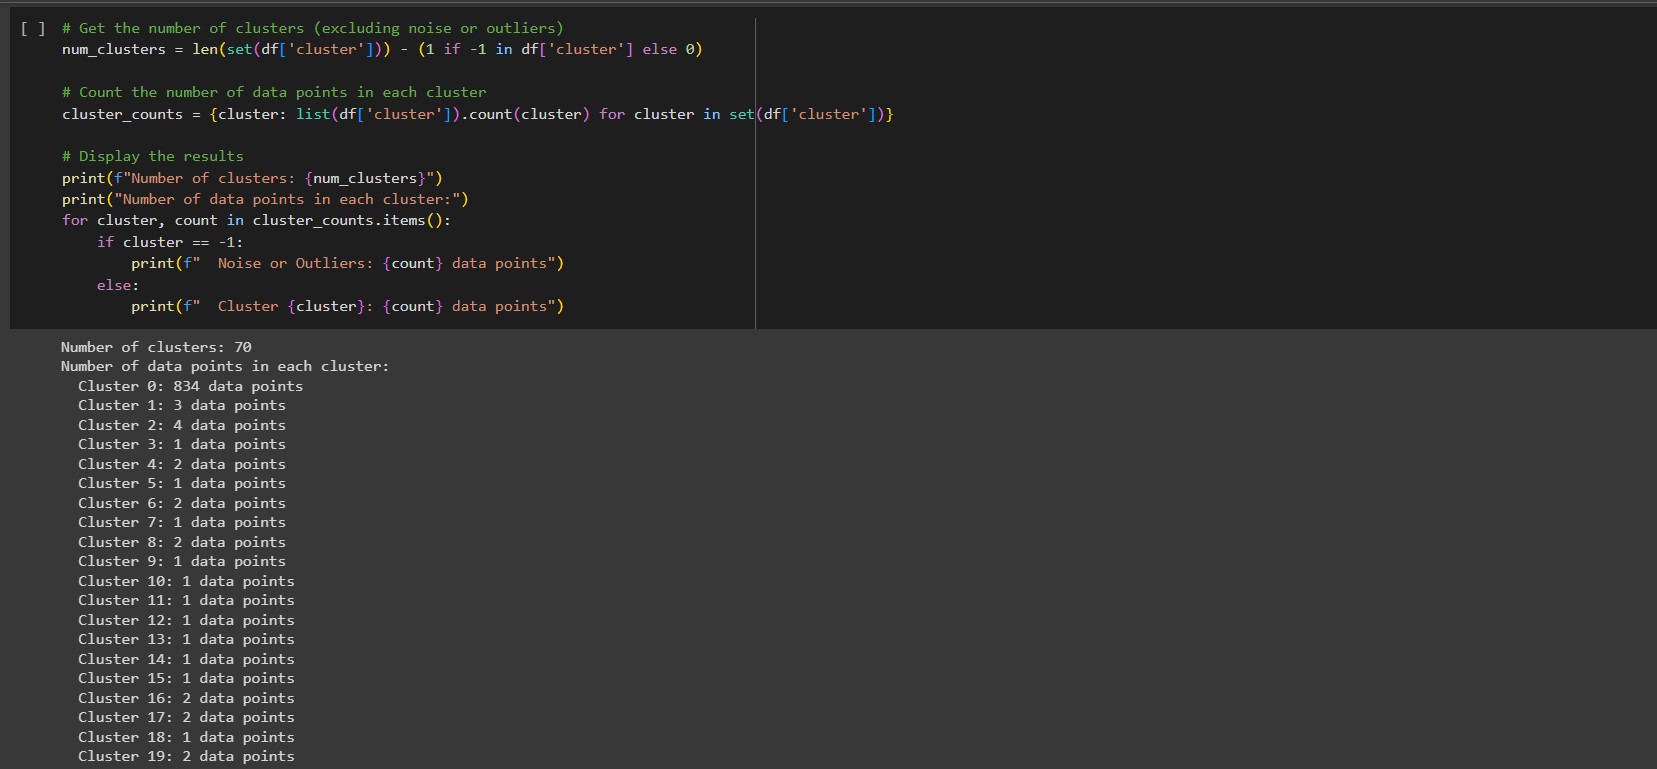 [ ] # Get the number of clusters (excluding noise or outliers)
num_clusters = len(set(df['cluster'])) - (1 if -1 in df['cluster'] else 0)
# Count the number of data points in each cluster
cluster_counts = {cluster: list(df['cluster']).count(cluster) for cluster in set(df['cluster'])}
# Display the results
print(f"Number of clusters: {num_clusters}")
print("Number of data points in each cluster:")
for cluster, count in cluster_counts.items():
    if cluster == -1:
        print(f"  Noise or Outliers: {count} data points")
    else:
        print(f"  Cluster {cluster}: {count} data points")
Number of clusters: 70
Number of data points in each cluster:
  Cluster 0: 834 data points
  Cluster 1: 3 data points
  Cluster 2: 4 data points
  Cluster 3: 1 data points
  Cluster 4: 2 data points
  Cluster 5: 1 data points
  Cluster 6: 2 data points
  Cluster 7: 1 data points
  Cluster 8: 2 data points
  Cluster 9: 1 data points
  Cluster 10: 1 data points
  Cluster 11: 1 data points
  Cluster 12: 1 data points
  Cluster 13: 1 data points
  Cluster 14: 1 data points
  Cluster 15: 1 data points
  Cluster 16: 2 data points
  Cluster 17: 2 data points
  Cluster 18: 1 data points
  Cluster 19: 2 data points